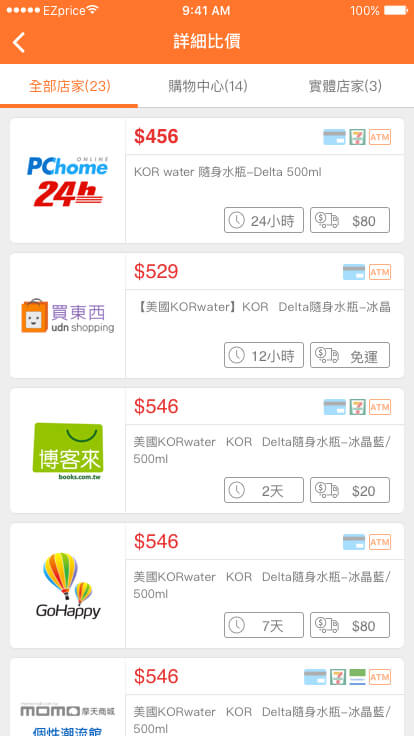 EZprice 9:41 AM 100%
詳細比價
全部店家(23) 購物中心(14) 實體店家(3)
$456 7 ATM
PChome ONLINE
24h
KOR water 隨身水瓶-Delta 500ml
24小時 $80
$529 ATM
買東西
udn shopping
【美國KORwater】KOR Delta隨身水瓶-冰晶
12小時 免運
$546 7 ATM
博客來
books.com.tw
美國KORwater KOR Delta隨身水瓶-冰晶藍/
500ml
2天 $20
$546 ATM
GoHappy
美國KORwater KOR Delta隨身水瓶-冰晶藍/
500ml
7天 $80
$546 7 ATM
momo 摩天商城
個性潮流館
美國KORwater KOR Delta隨身水瓶-冰晶藍/
500ml